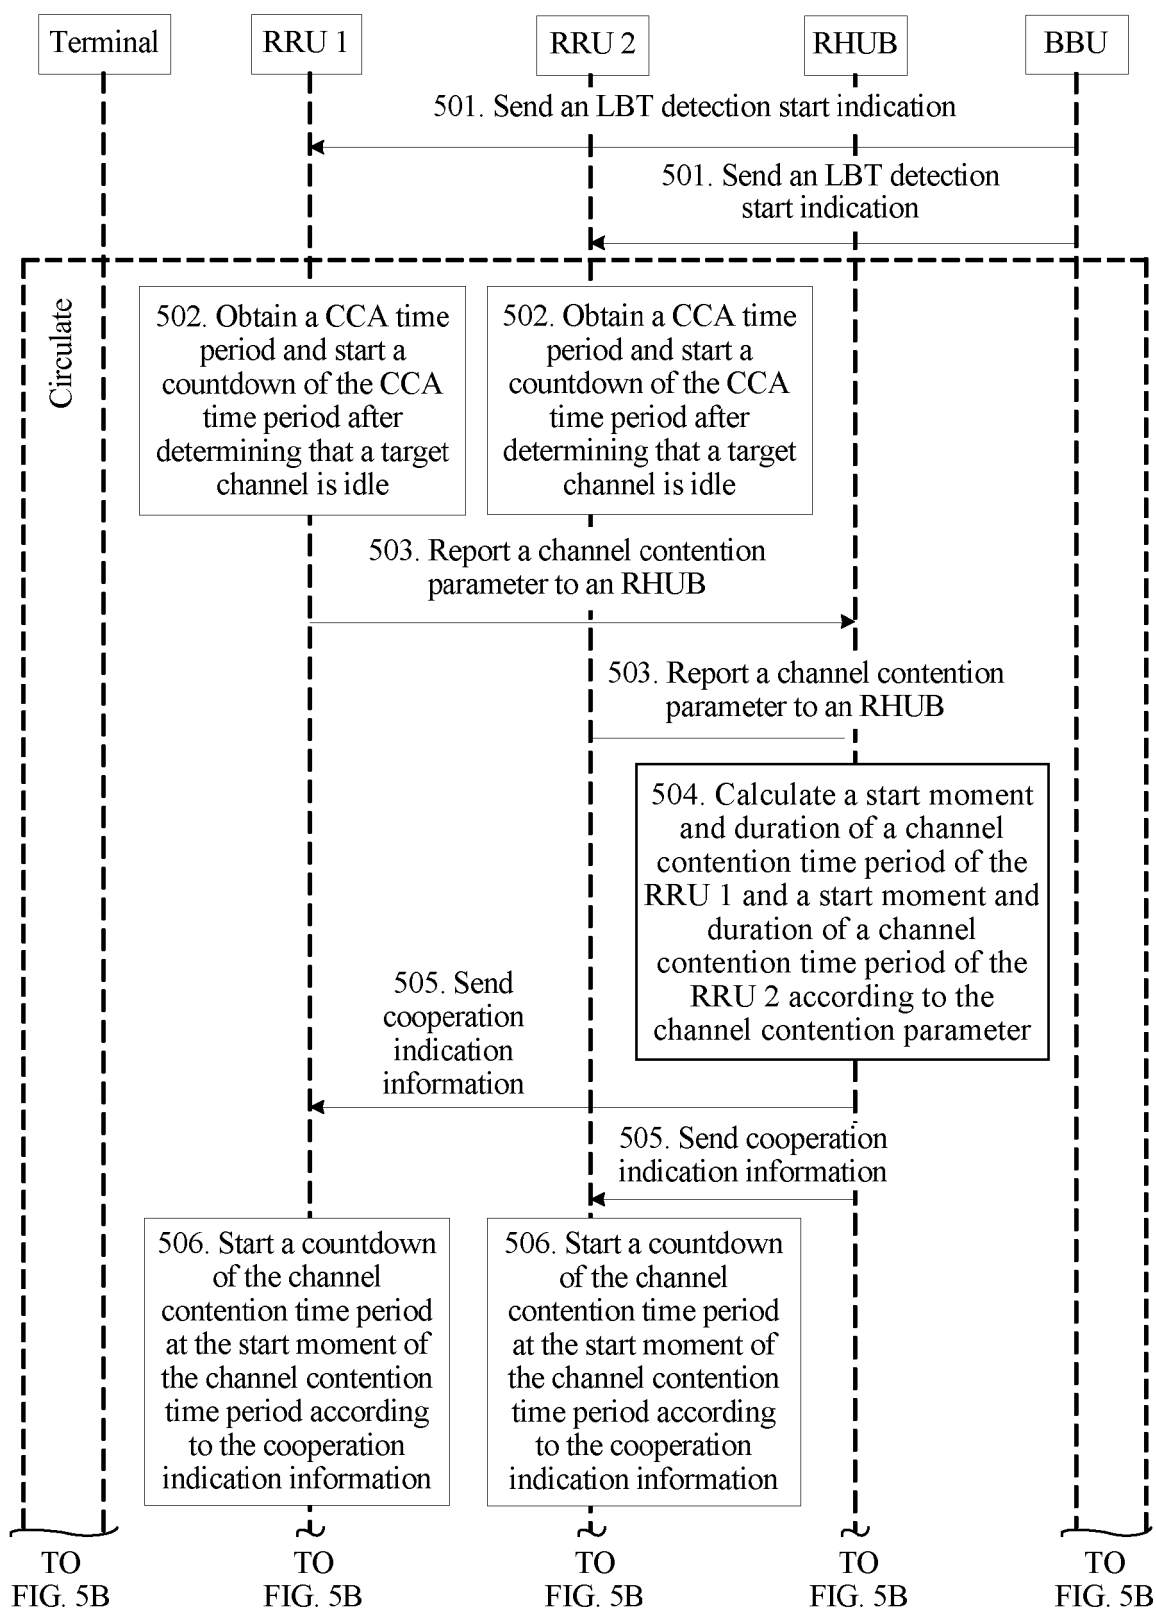 Terminal
RRU 1
RRU 2
RHUB
BBU
501. Send an LBT detection start indication
501. Send an LBT detection
start indication
Circulate
502. Obtain a CCA time
period and start a
countdown of the CCA
time period after
determining that a target
channel is idle
502. Obtain a CCA time
period and start a
countdown of the CCA
time period after
determining that a target
channel is idle
503. Report a channel contention
parameter to an RHUB
503. Report a channel contention
parameter to an RHUB
504. Calculate a start moment
and duration of a channel
contention time period of the
RRU 1 and a start moment and
duration of a channel
contention time period of the
RRU 2 according to the
channel contention parameter
505. Send
cooperation
indication
information
505. Send cooperation
indication information
506. Start a countdown
of the channel
contention time period
at the start moment of
the channel contention
time period according
to the cooperation
indication information
506. Start a countdown
of the channel
contention time period
at the start moment of
the channel contention
time period according
to the cooperation
indication information
TO
FIG. 5B
TO
FIG. 5B
TO
FIG. 5B
TO
FIG. 5B
TO
FIG. 5B